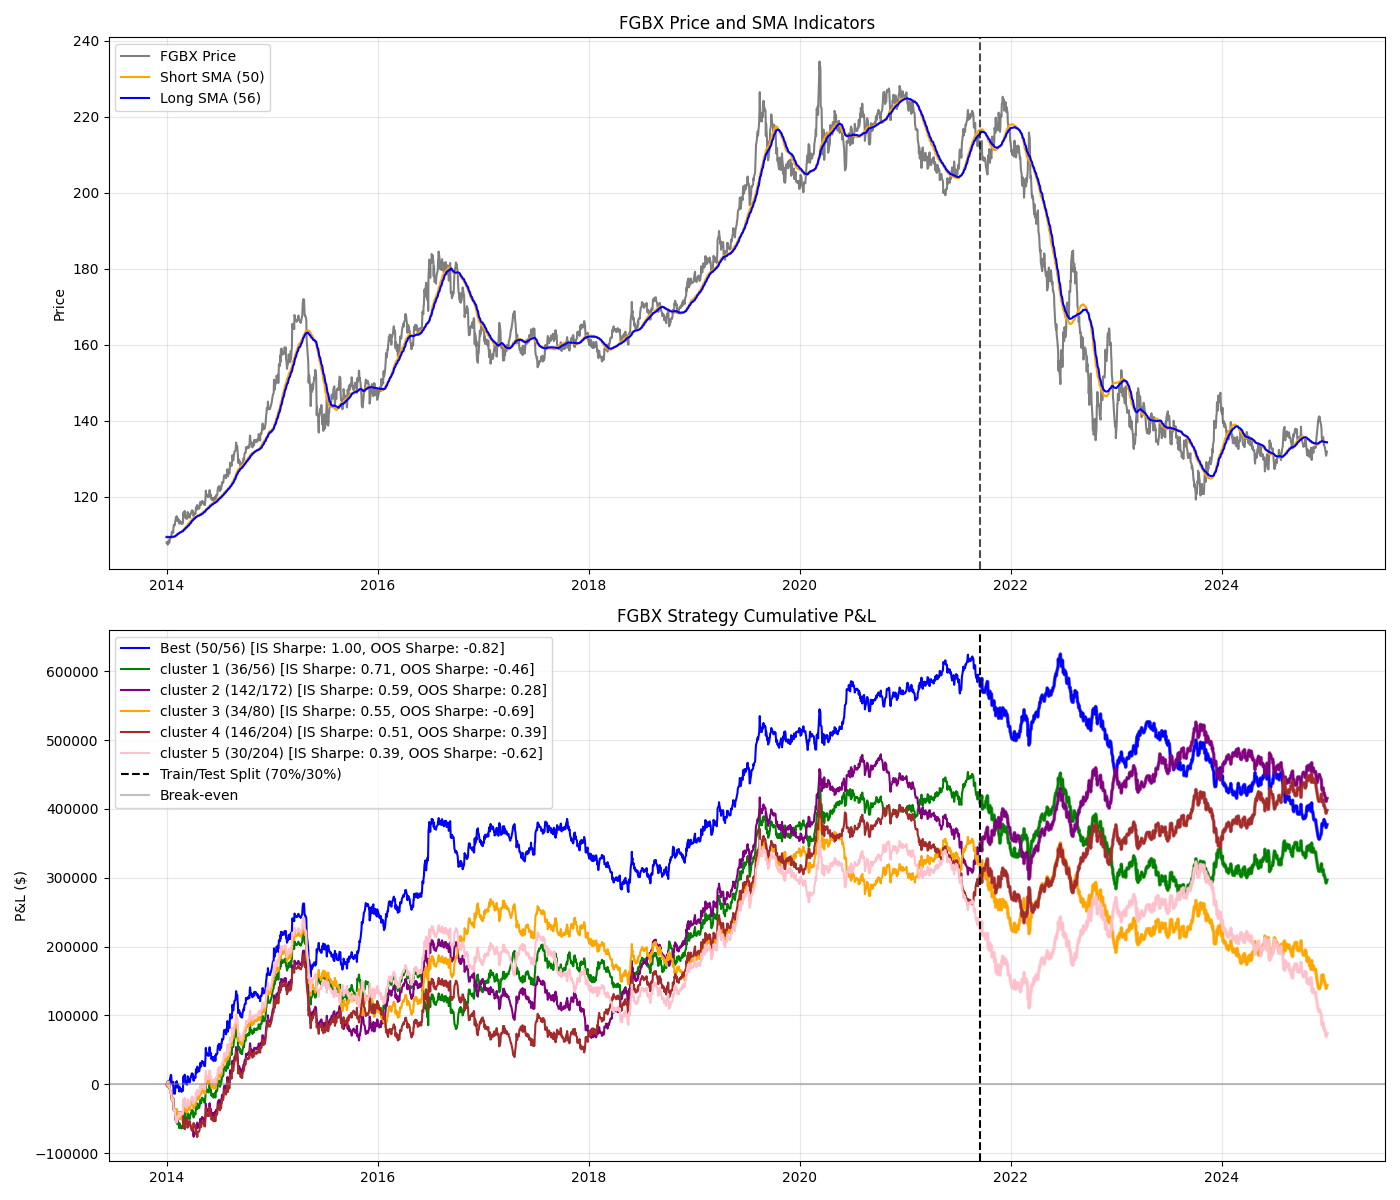 FGBX Price and SMA Indicators
FGBX Price
Short SMA (50)
Long SMA (56)
Price
240
220
200
180
160
140
120
2014
2016
2018
2020
2022
2024
FGBX Strategy Cumulative P&L
Best (50/56) [IS Sharpe: 1.00, OOS Sharpe: -0.82]
cluster 1 (36/56) [IS Sharpe: 0.71, OOS Sharpe: -0.46]
cluster 2 (142/172) [IS Sharpe: 0.59, OOS Sharpe: 0.28]
cluster 3 (34/80) [IS Sharpe: 0.55, OOS Sharpe: -0.69]
cluster 4 (146/204) [IS Sharpe: 0.51, OOS Sharpe: 0.39]
cluster 5 (30/204) [IS Sharpe: 0.39, OOS Sharpe: -0.62]
Train/Test Split (70%/30%)
Break-even
P&L ($)
600000
500000
400000
300000
200000
100000
0
−100000
2014
2016
2018
2020
2022
2024